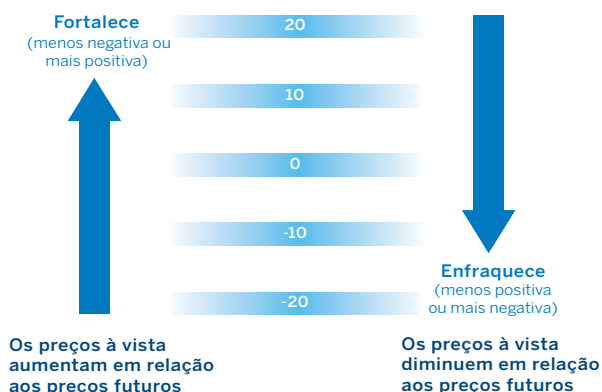 Fortalece
(menos negativa ou
mais positiva)
20
10
0
-10
-20
Enfraquece
(menos positiva
ou mais negativa)
Os preços à vista
aumentam em relação
aos preços futuros
Os preços à vista
diminuem em relação
aos preços futuros